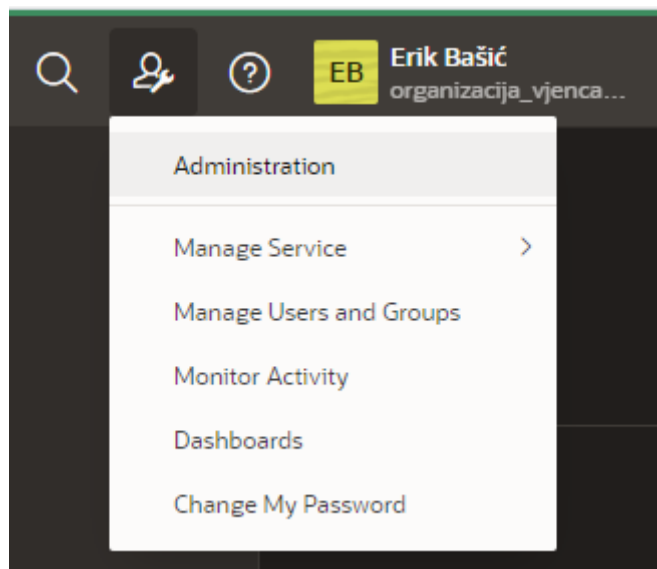 EB
Erik Bašić
organizacija_vjenca...
Administration
Manage Service
Manage Users and Groups
Monitor Activity
Dashboards
Change My Password